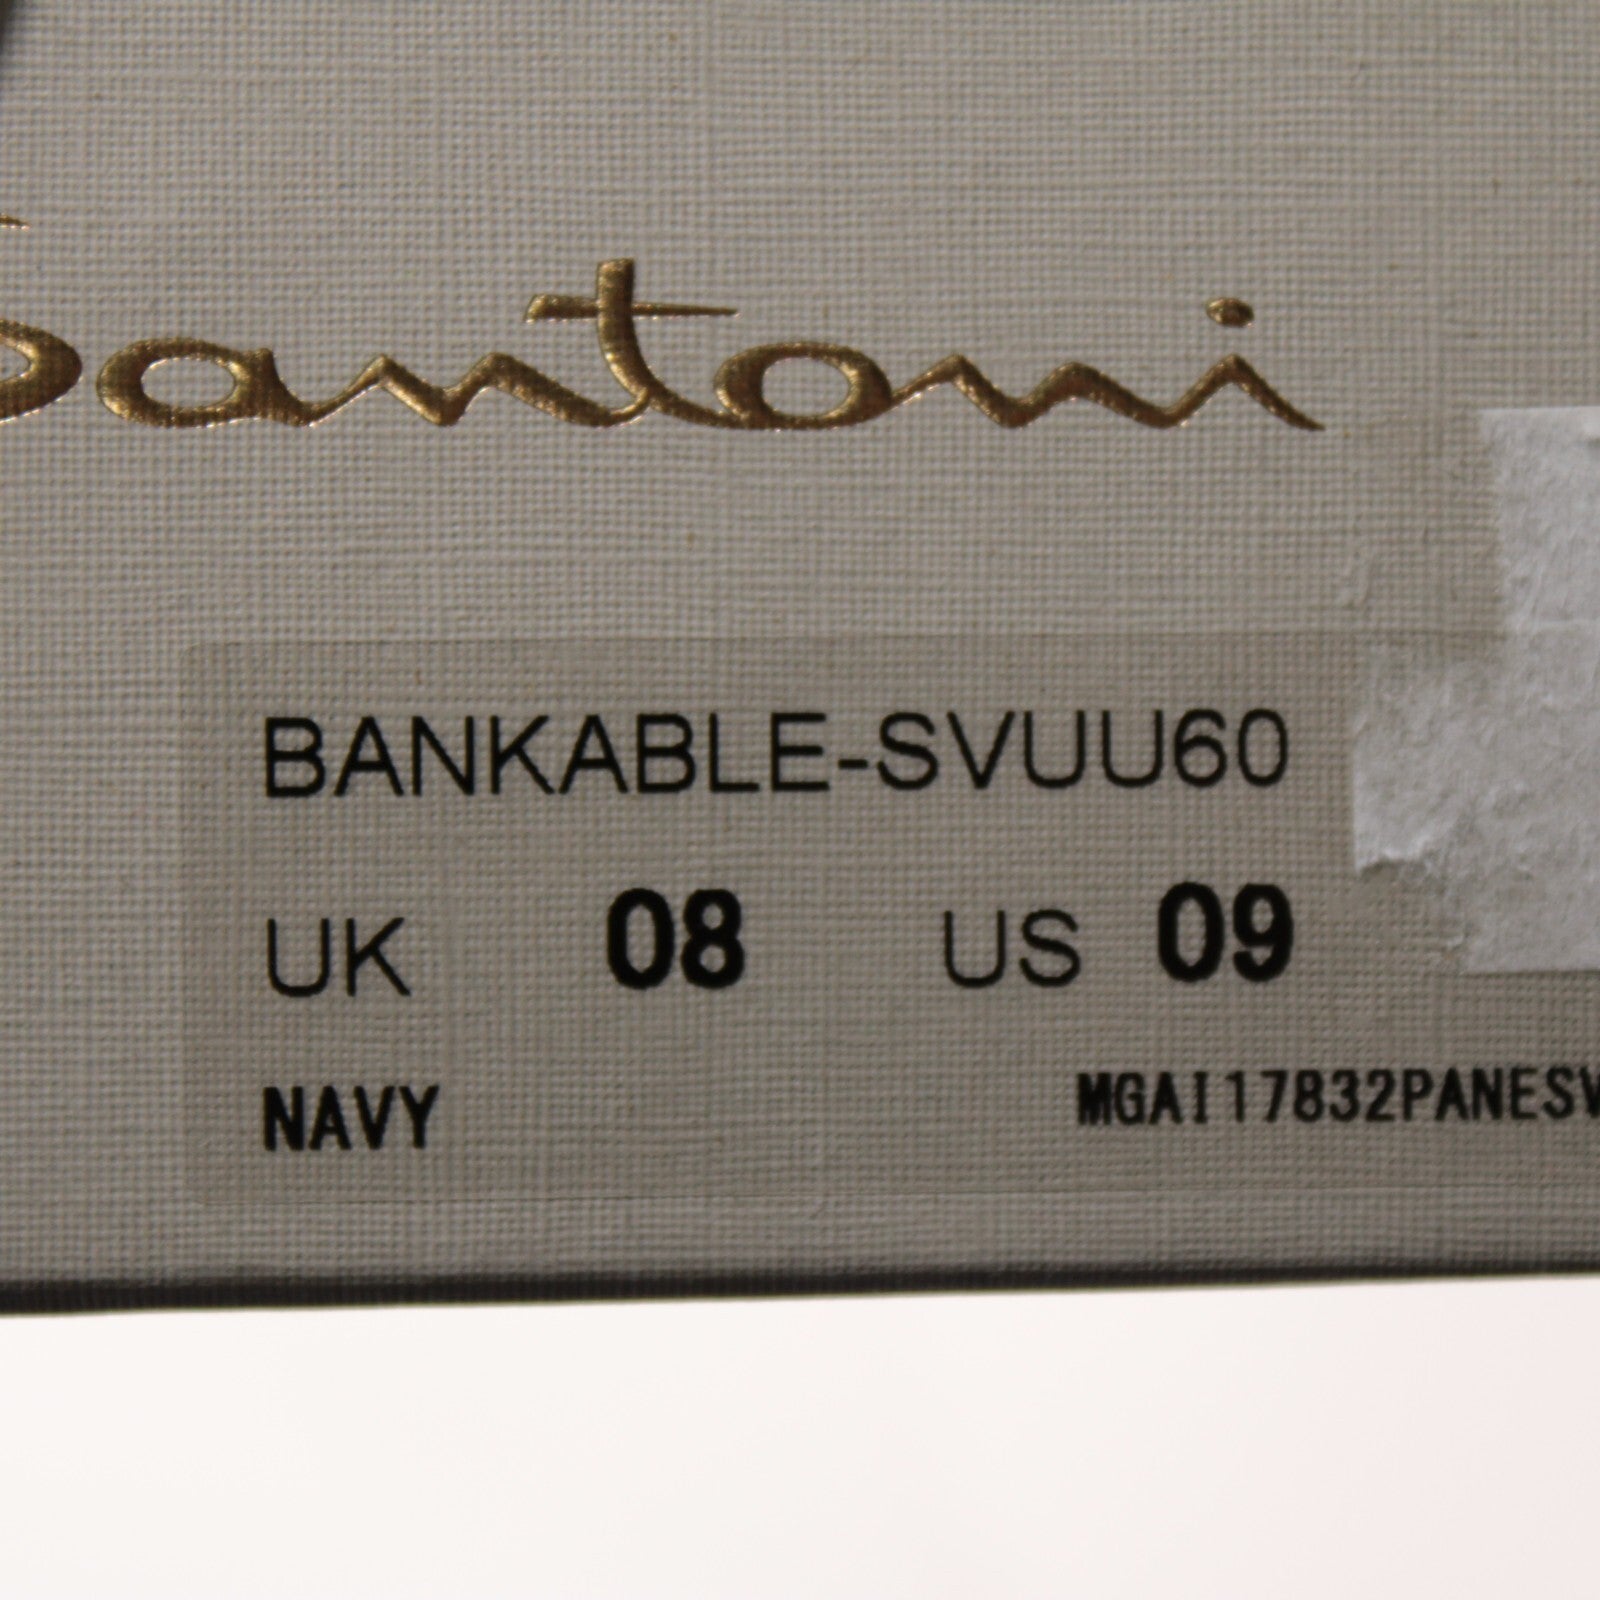 Santoni
BANKABLE-SVUU60
UK 08 US 09
NAVY MGAI17832PANESV